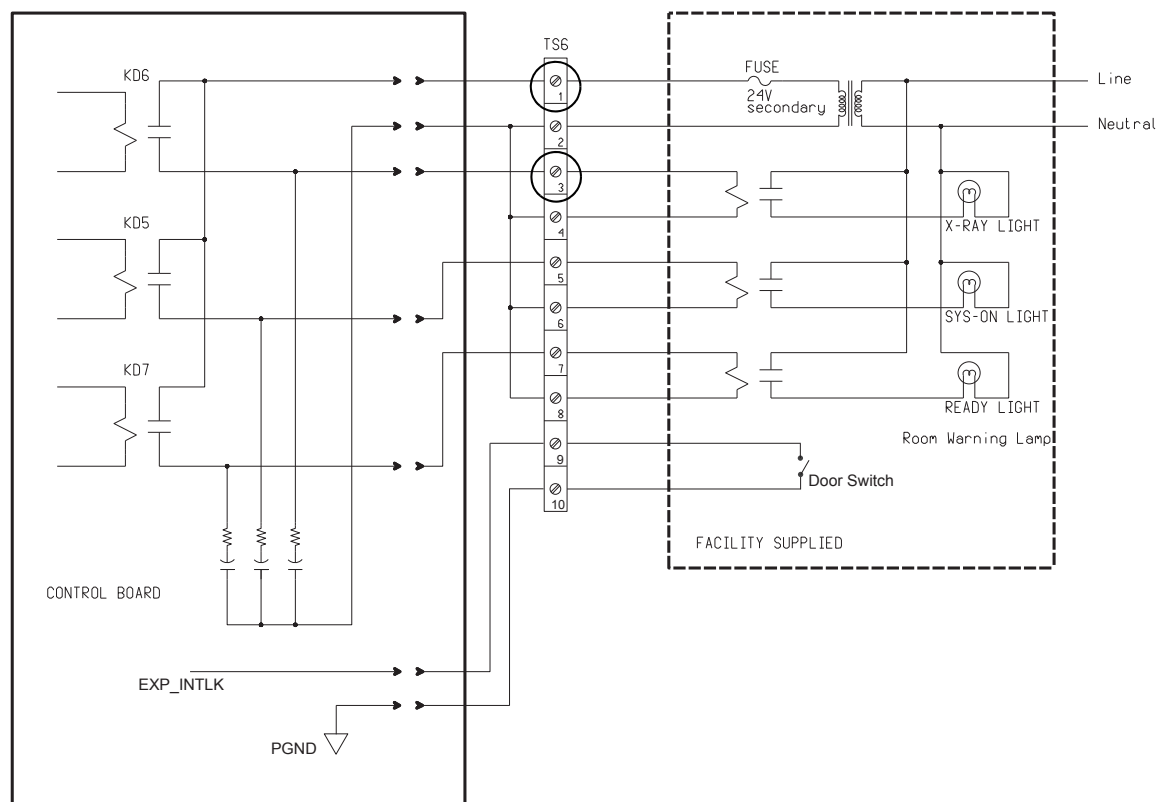 TS6
KD6
1
FUSE
24V
secondary
Line
2
Neutral
3
X-RAY LIGHT
4
KD5
5
SYS-ON LIGHT
6
KD7
7
READY LIGHT
8
Room Warning Lamp
9
Door Switch
10
FACILITY SUPPLIED
CONTROL BOARD
EXP_INTLK
PGND